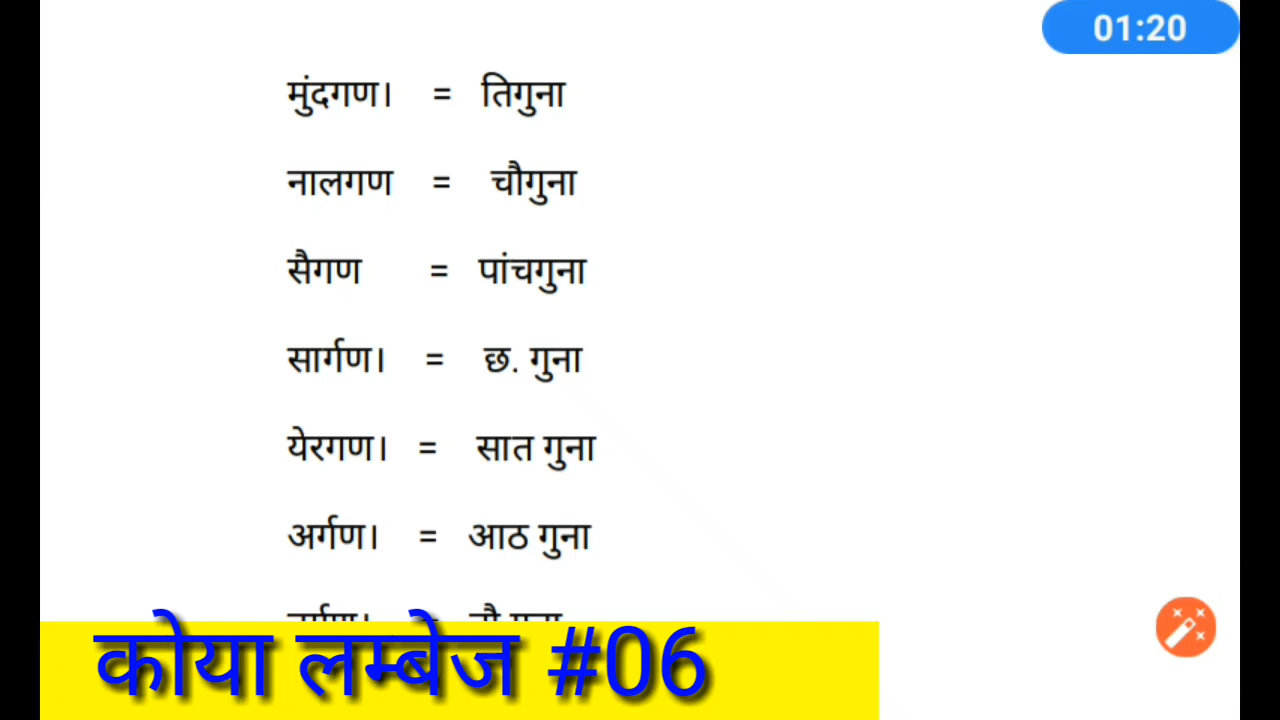 01:20
मुंदगण। = तिगुना
नालगण = चौगुना
सैगण = पांचगुना
सार्गण। = छ. गुना
येरगण। = सात गुना
अर्गण। = आठ गुना
कोया लम्बेज #06